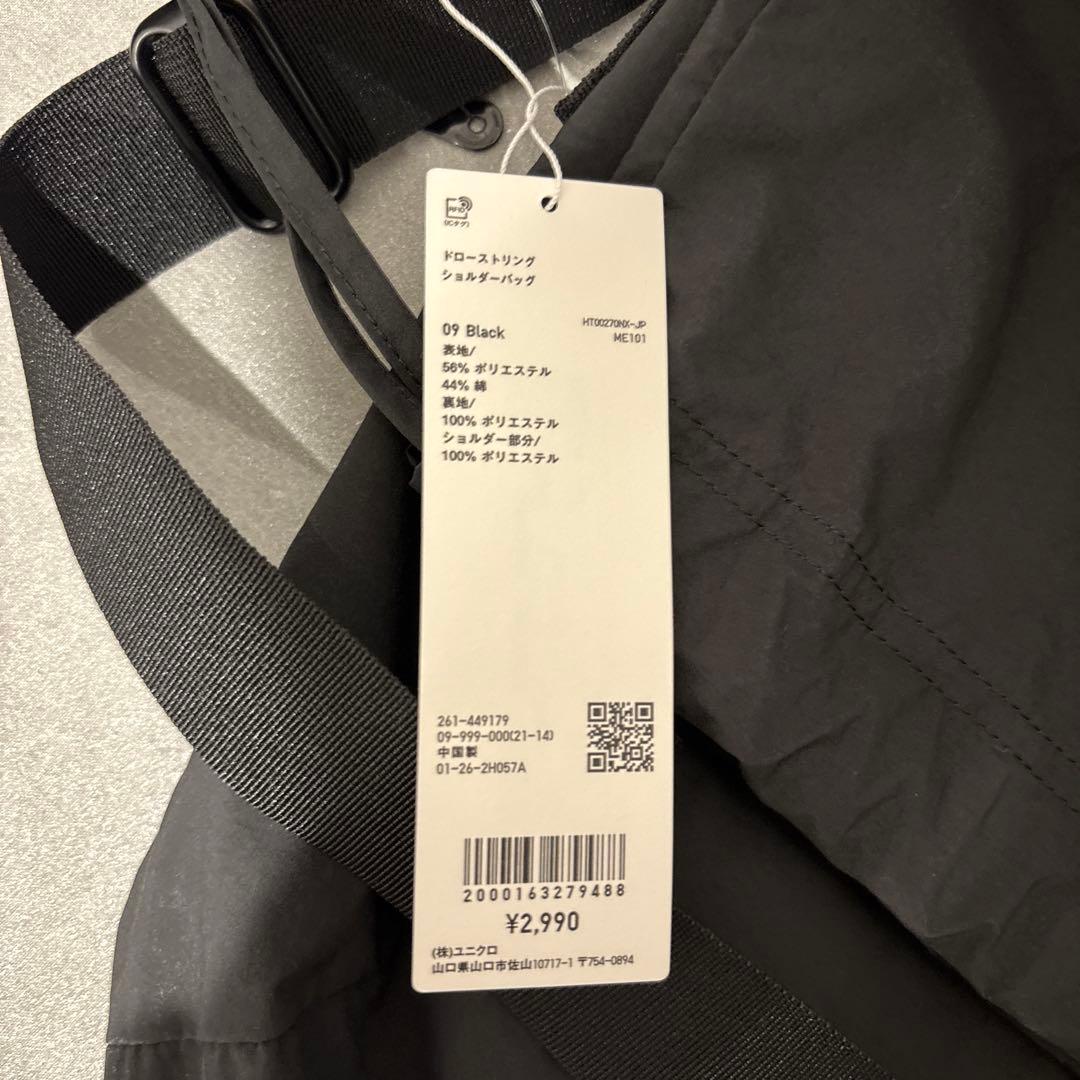 RFID
(ICタグ)
ドローストリング
ショルダーバッグ
09 Black
HT00270NX-JP
ME101
表地/
56% ポリエステル
44% 綿
裏地/
100% ポリエステル
ショルダー部分/
100% ポリエステル
261-449179
09-999-000(21-14)
中国製
01-26-2H057A
2000163279488
¥2,990
(株)ユニクロ
山口県山口市佐山10717-1 〒754-0894